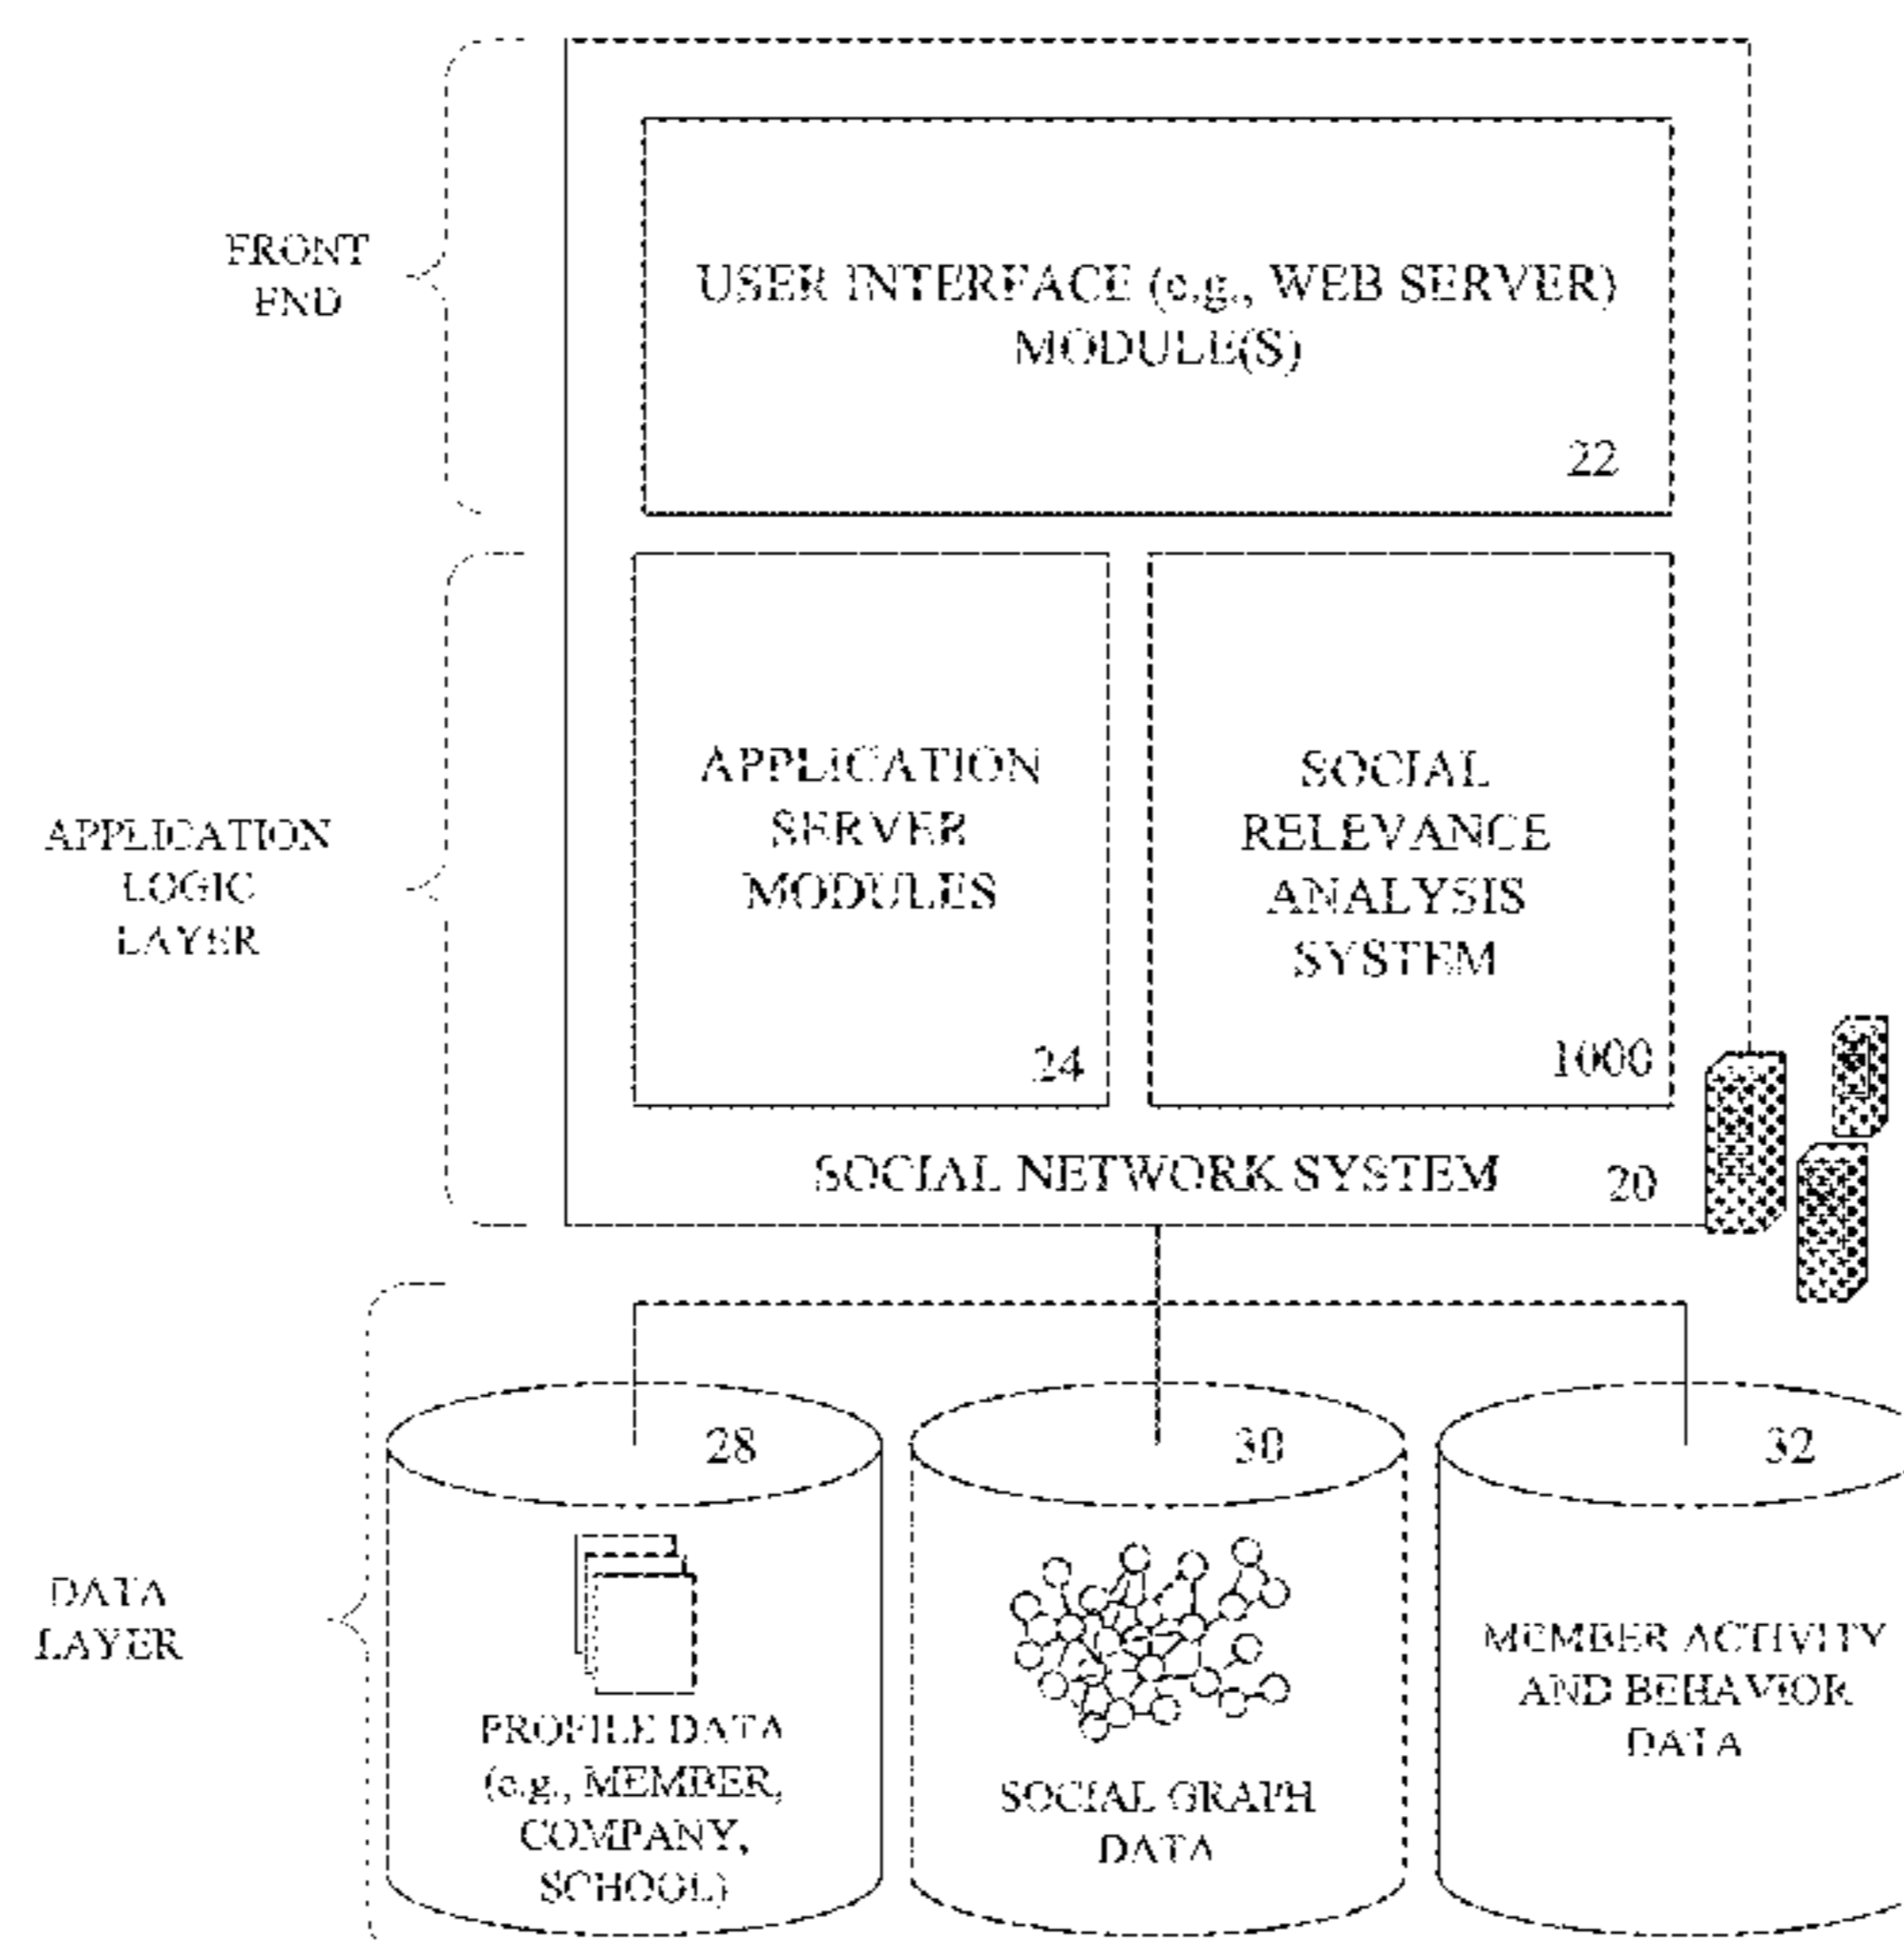 FRONT
END
USER INTERFACE (e.g., WEB SERVER)
MODULE(S)
22
APPLICATION
LOGIC
LAYER
APPLICATION
SERVER
MODULES
24
SOCIAL
RELEVANCE
ANALYSIS
SYSTEM
1000
SOCIAL NETWORK SYSTEM
20
DATA
LAYER
28
PROFILE DATA
(e.g., MEMBER,
COMPANY,
SCHOOL)
30
SOCIAL GRAPH
DATA
32
MEMBER ACTIVITY
AND BEHAVIOR
DATA